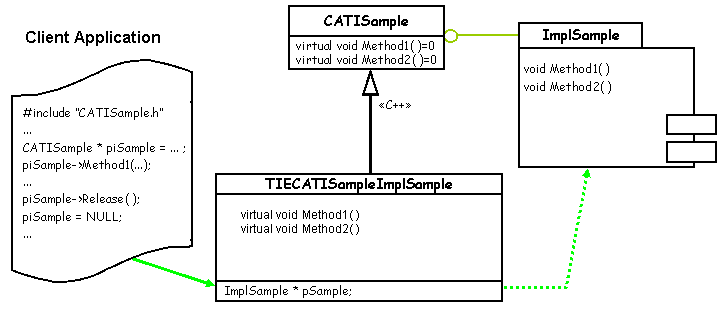 Client Application
#include "CATISample.h"
...
CATISample * piSample = ... ;
piSample->Method1(...);
...
piSample->Release( );
piSample = NULL;
...
CATISample
virtual void Method1( )=0
virtual void Method2( )=0
«C++»
ImplSample
void Method1( )
void Method2( )
TIECATISampleImplSample
virtual void Method1( )
virtual void Method2( )
ImplSample * pSample;